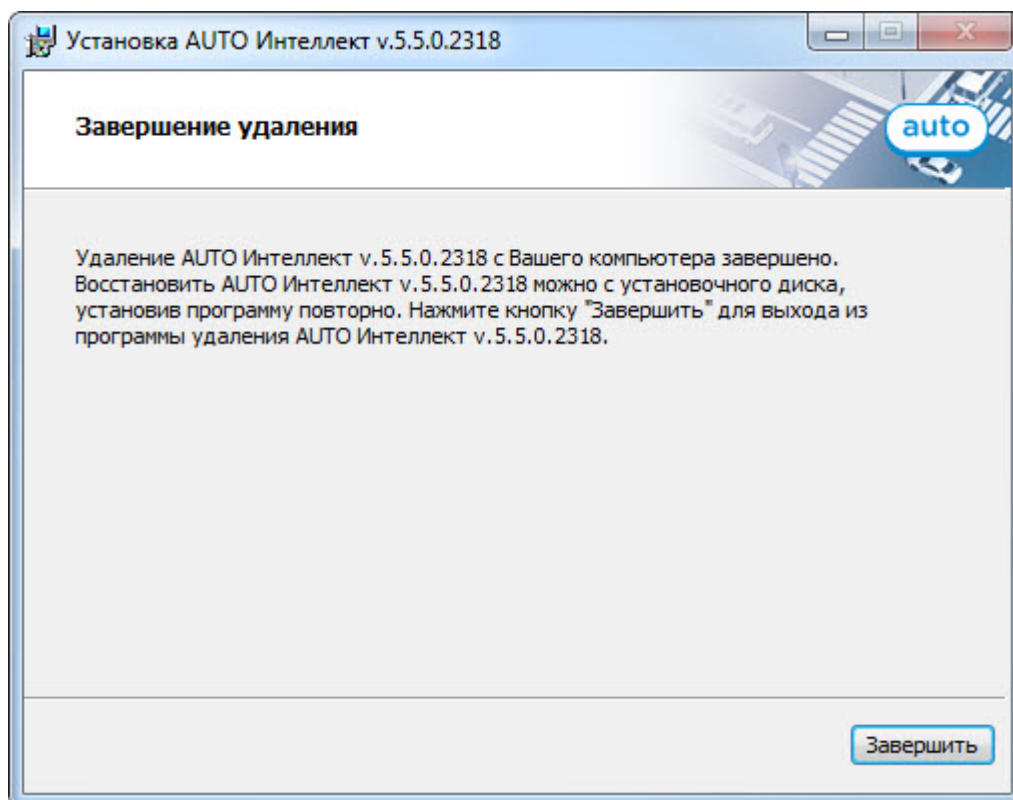 Установка AUTO Интеллект v.5.5.0.2318
Завершение удаления
auto
Удаление AUTO Интеллект v.5.5.0.2318 с Вашего компьютера завершено.
Восстановить AUTO Интеллект v.5.5.0.2318 можно с установочного диска,
установив программу повторно. Нажмите кнопку "Завершить" для выхода из
программы удаления AUTO Интеллект v.5.5.0.2318.
Завершить